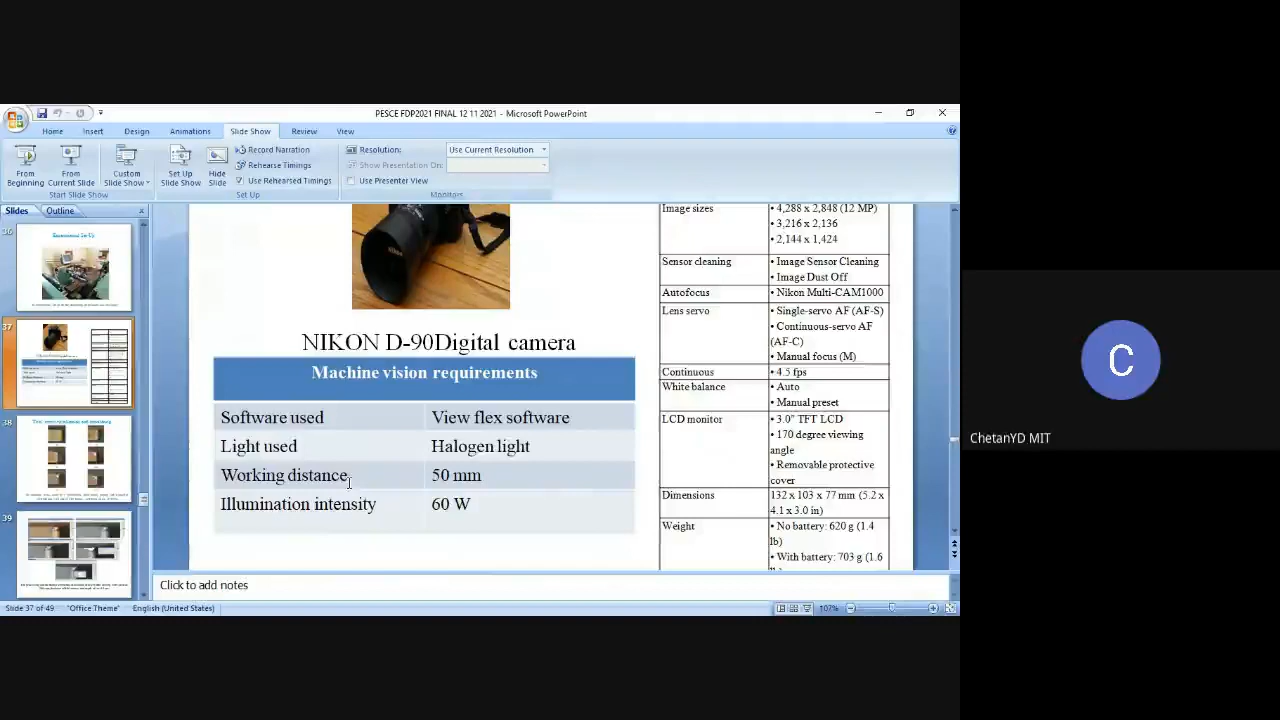 PESCE FDP2021 FINAL 12 11 2021 - Microsoft PowerPoint
Home Insert Design Animations Slide Show Review View
From Beginning
From Current Slide
Custom Slide Show
Start Slide Show
Set Up Slide Show
Hide Slide
Record Narration
Rehearse Timings
Use Rehearsed Timings
Set Up
Resolution: Use Current Resolution
Show Presentation On:
Use Presenter View
Monitors
Slides Outline
36
37
38
39
NIKON D-90Digital camera
Machine vision requirements
Software used View flex software
Light used Halogen light
Working distance 50 mm
Illumination intensity 60 W
Image sizes • 4,288 x 2,848 (12 MP)
• 3,216 x 2,136
• 2,144 x 1,424
Sensor cleaning • Image Sensor Cleaning
• Image Dust Off
Autofocus • Nikon Multi-CAM1000
Lens servo • Single-servo AF (AF-S)
• Continuous-servo AF
(AF-C)
• Manual focus (M)
Continuous • 4.5 fps
White balance • Auto
• Manual preset
LCD monitor • 3.0" TFT LCD
• 170 degree viewing
angle
• Removable protective
cover
Dimensions 132 x 103 x 77 mm (5.2 x
4.1 x 3.0 in)
Weight • No battery: 620 g (1.4
lb)
• With battery: 703 g (1.6
Click to add notes
Slide 37 of 49 "Office Theme" English (United States) 107%
C
ChetanYD MIT